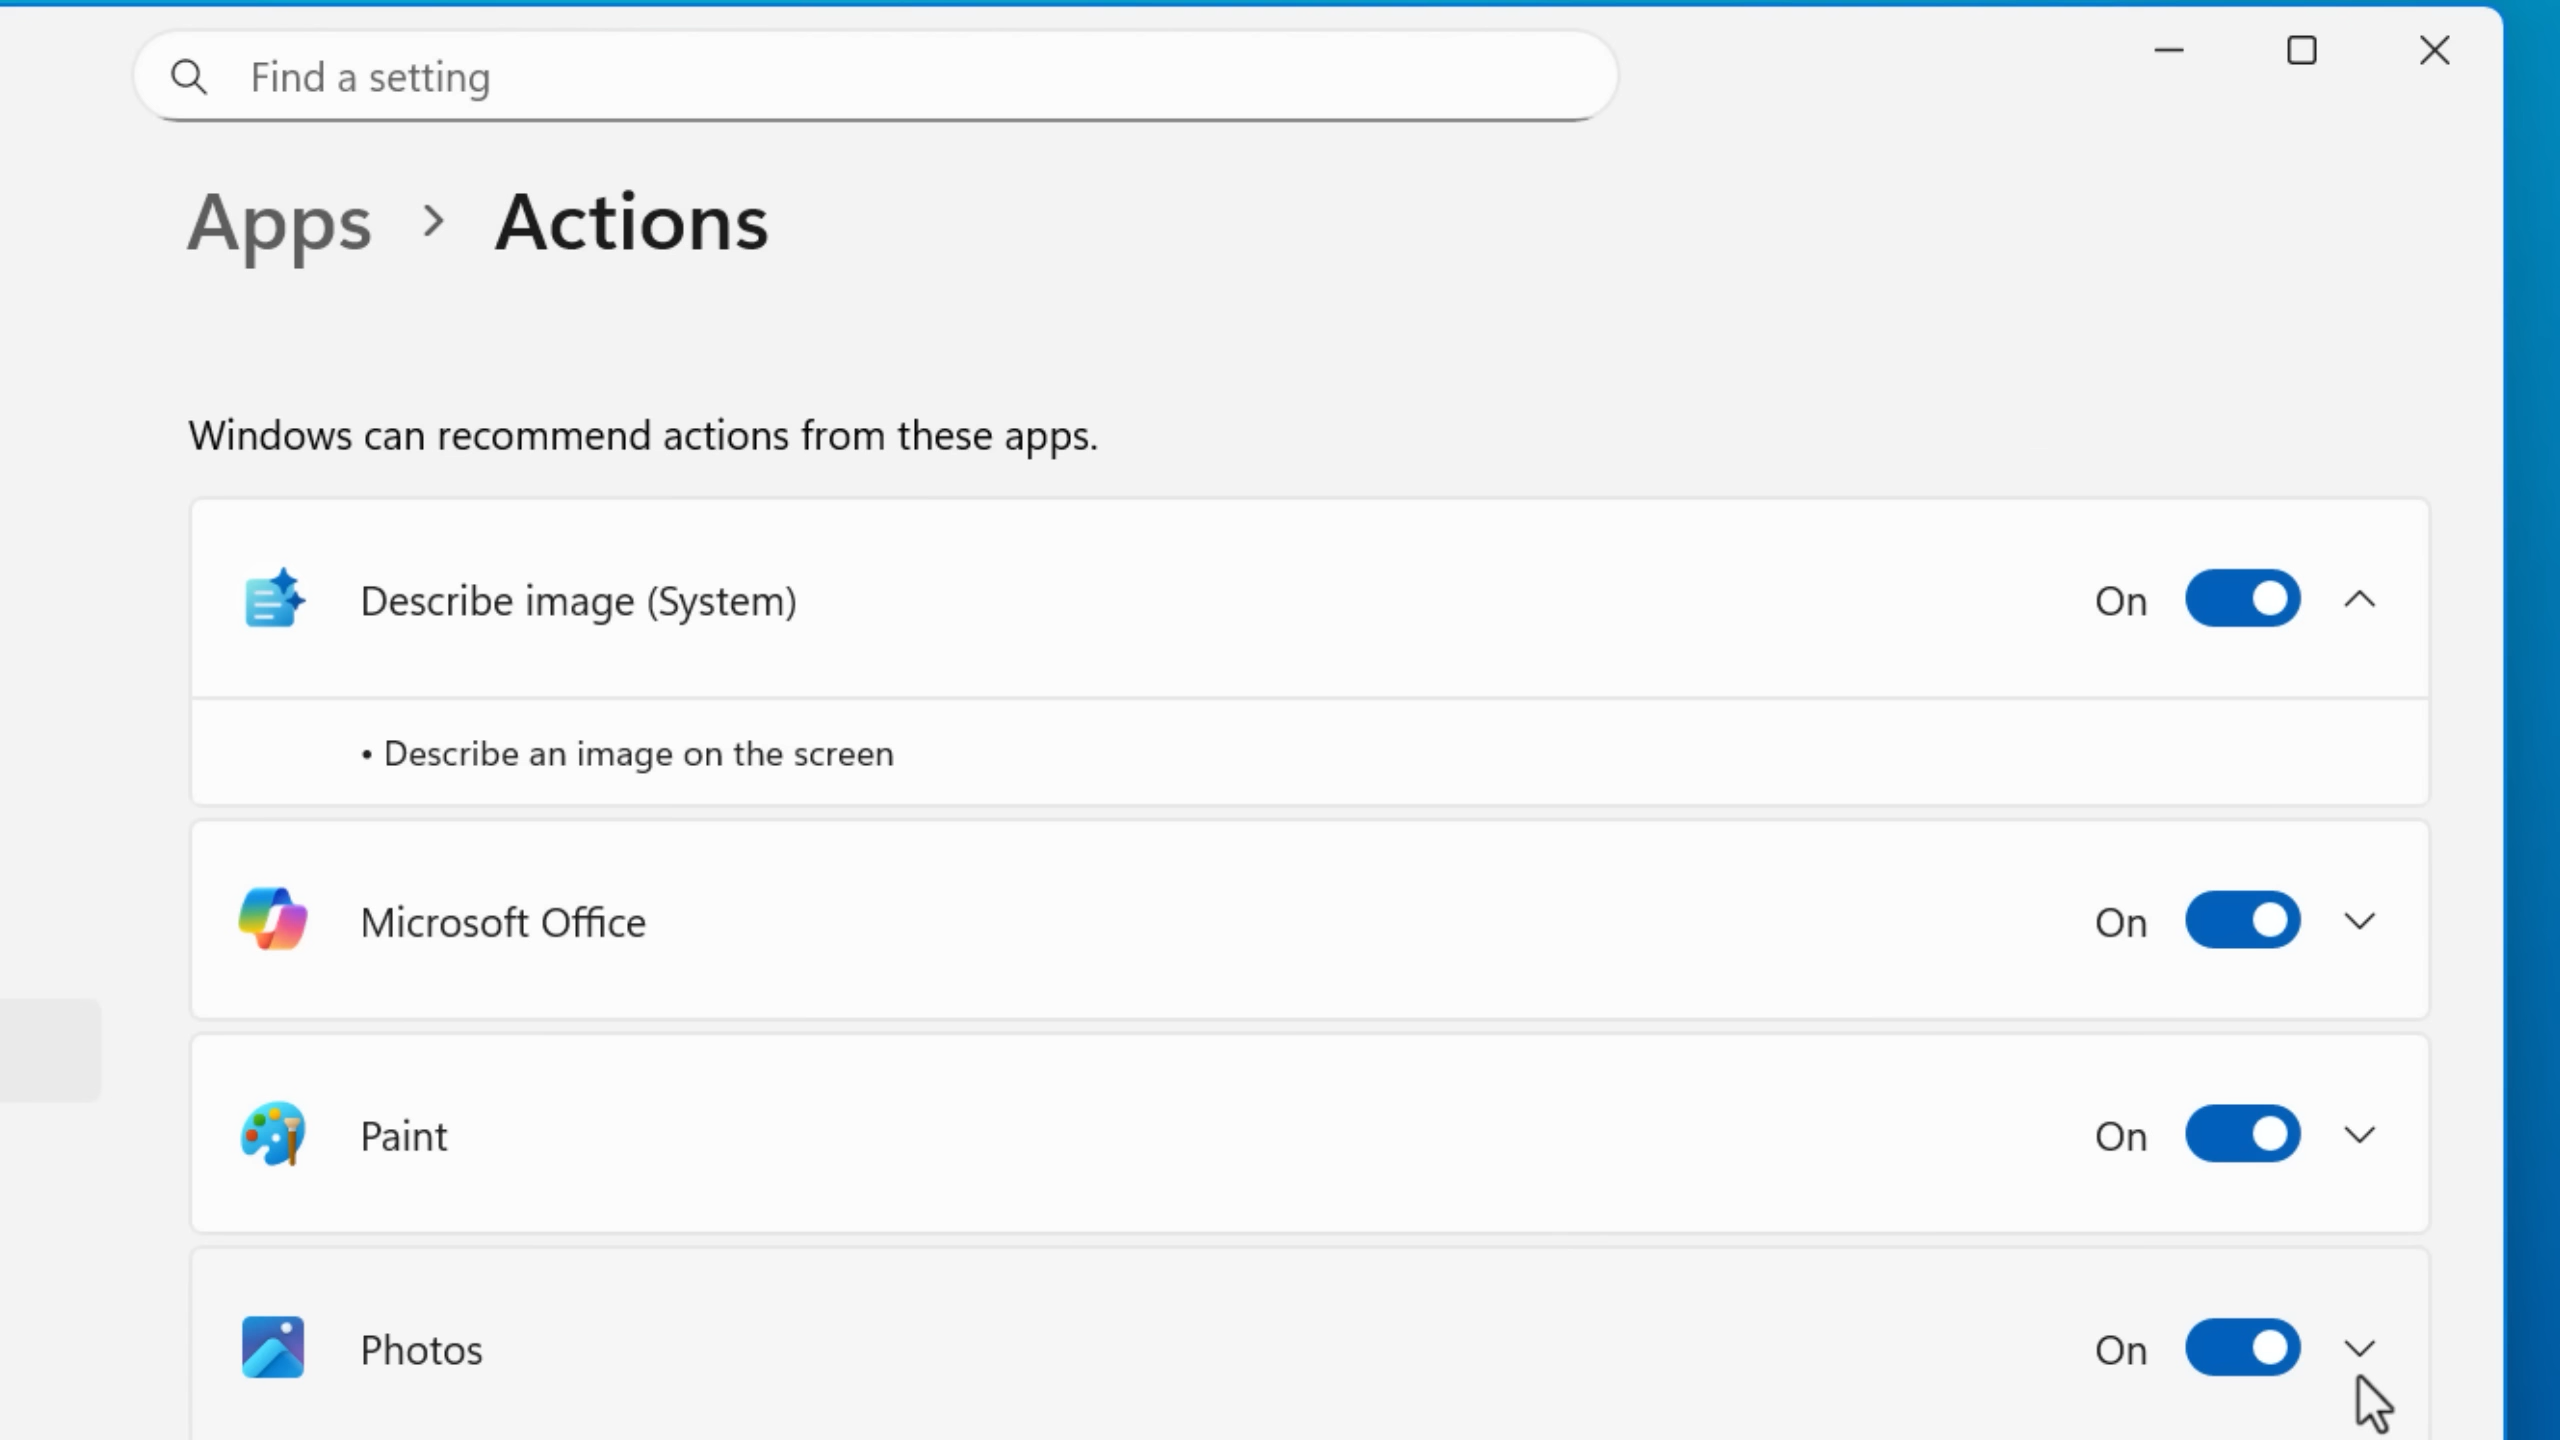 Find a setting
Apps > Actions
Windows can recommend actions from these apps.
Describe image (System) On
• Describe an image on the screen
Microsoft Office On
Paint On
Photos On